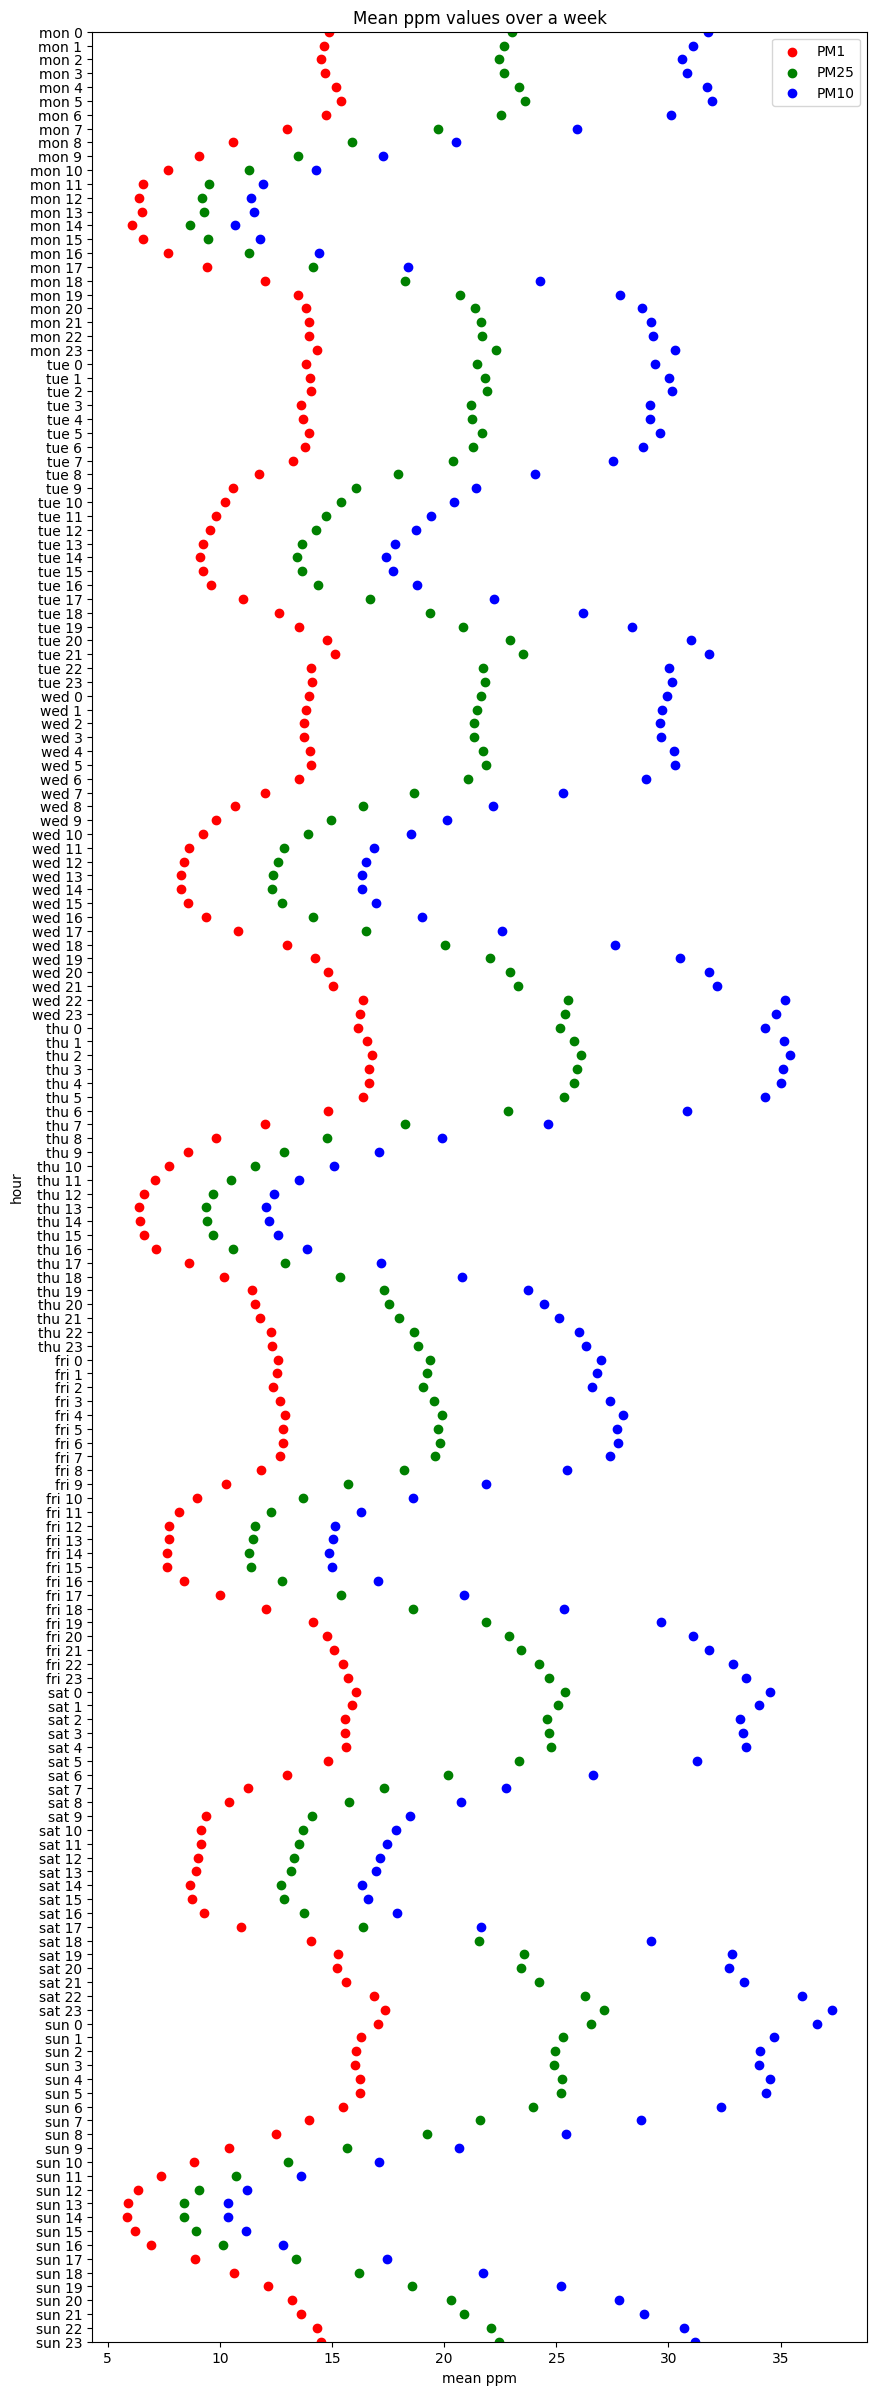 Mean ppm values over a week
PM1
PM25
PM10
mon 0
mon 1
mon 2
mon 3
mon 4
mon 5
mon 6
mon 7
mon 8
mon 9
mon 10
mon 11
mon 12
mon 13
mon 14
mon 15
mon 16
mon 17
mon 18
mon 19
mon 20
mon 21
mon 22
mon 23
tue 0
tue 1
tue 2
tue 3
tue 4
tue 5
tue 6
tue 7
tue 8
tue 9
tue 10
tue 11
tue 12
tue 13
tue 14
tue 15
tue 16
tue 17
tue 18
tue 19
tue 20
tue 21
tue 22
tue 23
wed 0
wed 1
wed 2
wed 3
wed 4
wed 5
wed 6
wed 7
wed 8
wed 9
wed 10
wed 11
wed 12
wed 13
wed 14
wed 15
wed 16
wed 17
wed 18
wed 19
wed 20
wed 21
wed 22
wed 23
thu 0
thu 1
thu 2
thu 3
thu 4
thu 5
thu 6
thu 7
thu 8
thu 9
thu 10
thu 11
thu 12
thu 13
thu 14
thu 15
thu 16
thu 17
thu 18
thu 19
thu 20
thu 21
thu 22
thu 23
fri 0
fri 1
fri 2
fri 3
fri 4
fri 5
fri 6
fri 7
fri 8
fri 9
fri 10
fri 11
fri 12
fri 13
fri 14
fri 15
fri 16
fri 17
fri 18
fri 19
fri 20
fri 21
fri 22
fri 23
sat 0
sat 1
sat 2
sat 3
sat 4
sat 5
sat 6
sat 7
sat 8
sat 9
sat 10
sat 11
sat 12
sat 13
sat 14
sat 15
sat 16
sat 17
sat 18
sat 19
sat 20
sat 21
sat 22
sat 23
sun 0
sun 1
sun 2
sun 3
sun 4
sun 5
sun 6
sun 7
sun 8
sun 9
sun 10
sun 11
sun 12
sun 13
sun 14
sun 15
sun 16
sun 17
sun 18
sun 19
sun 20
sun 21
sun 22
sun 23
hour
5 10 15 20 25 30 35
mean ppm